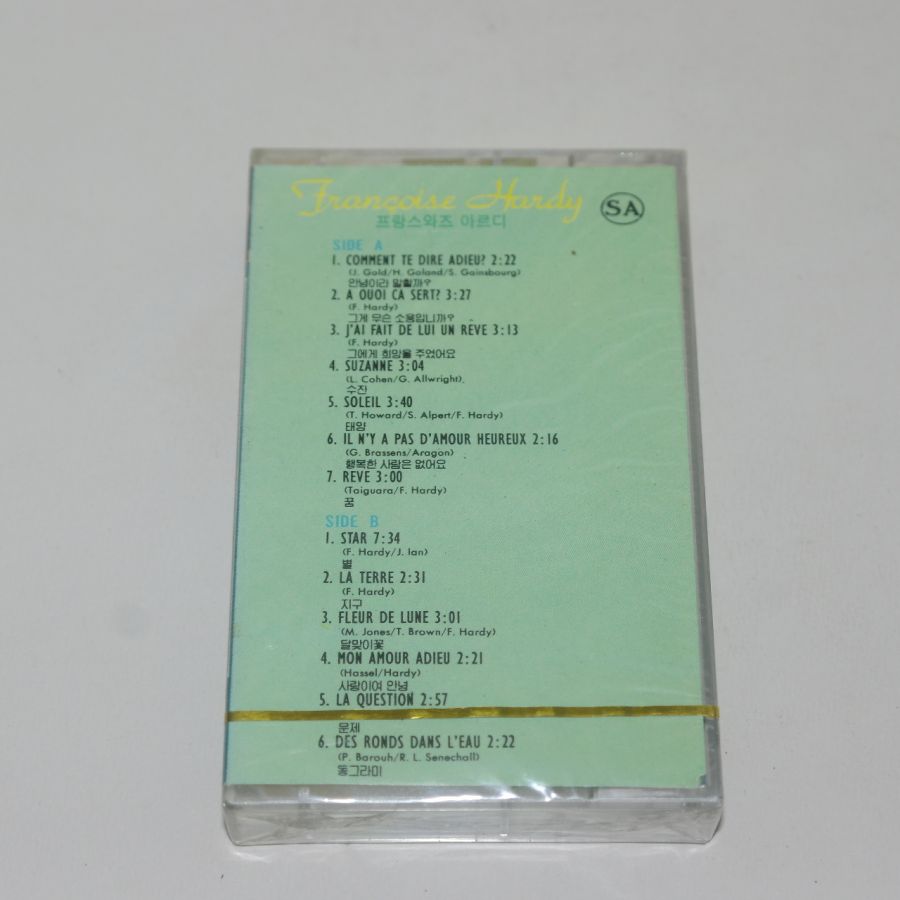 Françoise Hardy
SA
프랑스와즈 아르디
SIDE A
1. COMMENT TE DIRE ADIEU? 2:22
(J. Gold/H. Goland/S. Gainsbourg)
안녕이라 말할까?
2. A QUOI CA SERT? 3:27
(F. Hardy)
그게 무슨 소용입니까?
3. J'AI FAIT DE LUI UN REVE 3:13
(F. Hardy)
그에게 희망을 주었어요
4. SUZANNE 3:04
(L. Cohen/G. Allwright)
수잔
5. SOLEIL 3:40
(T. Howard/S. Alpert/F. Hardy)
태양
6. IL N'Y A PAS D'AMOUR HEUREUX 2:16
(G. Brassens/Aragon)
행복한 사람은 없어요
7. REVE 3:00
(Taiguara/F. Hardy)
꿈
SIDE B
1. STAR 7:34
(F. Hardy/J. Ian)
별
2. LA TERRE 2:31
(F. Hardy)
지구
3. FLEUR DE LUNE 3:01
(M. Jones/T. Brown/F. Hardy)
달맞이꽃
4. MON AMOUR ADIEU 2:21
(Hassel/Hardy)
사랑이여 안녕
5. LA QUESTION 2:57
문제
6. DES RONDS DANS L'EAU 2:22
(P. Barouh/R. L. Senechall)
동그라미